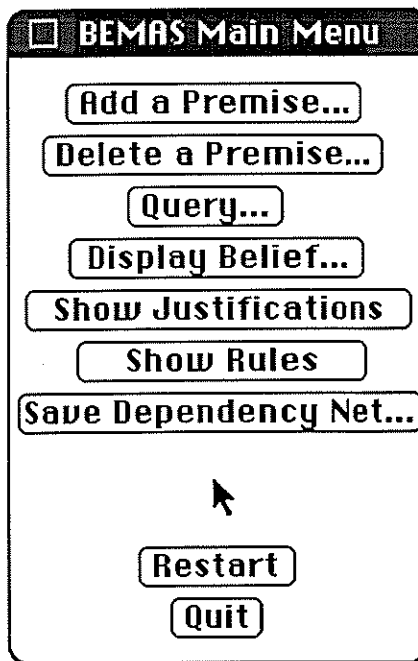 BEMAS Main Menu
Add a Premise...
Delete a Premise...
Query...
Display Belief...
Show Justifications
Show Rules
Save Dependency Net...
Restart
Quit